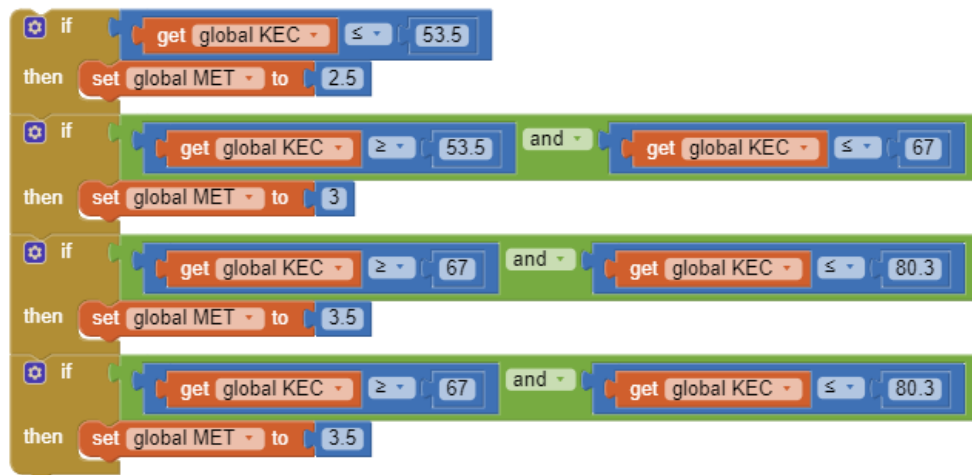 if get global KEC ≤ 53.5
then set global MET to 2.5
if get global KEC ≥ 53.5 and get global KEC ≤ 67
then set global MET to 3
if get global KEC ≥ 67 and get global KEC ≤ 80.3
then set global MET to 3.5
if get global KEC ≥ 67 and get global KEC ≤ 80.3
then set global MET to 3.5